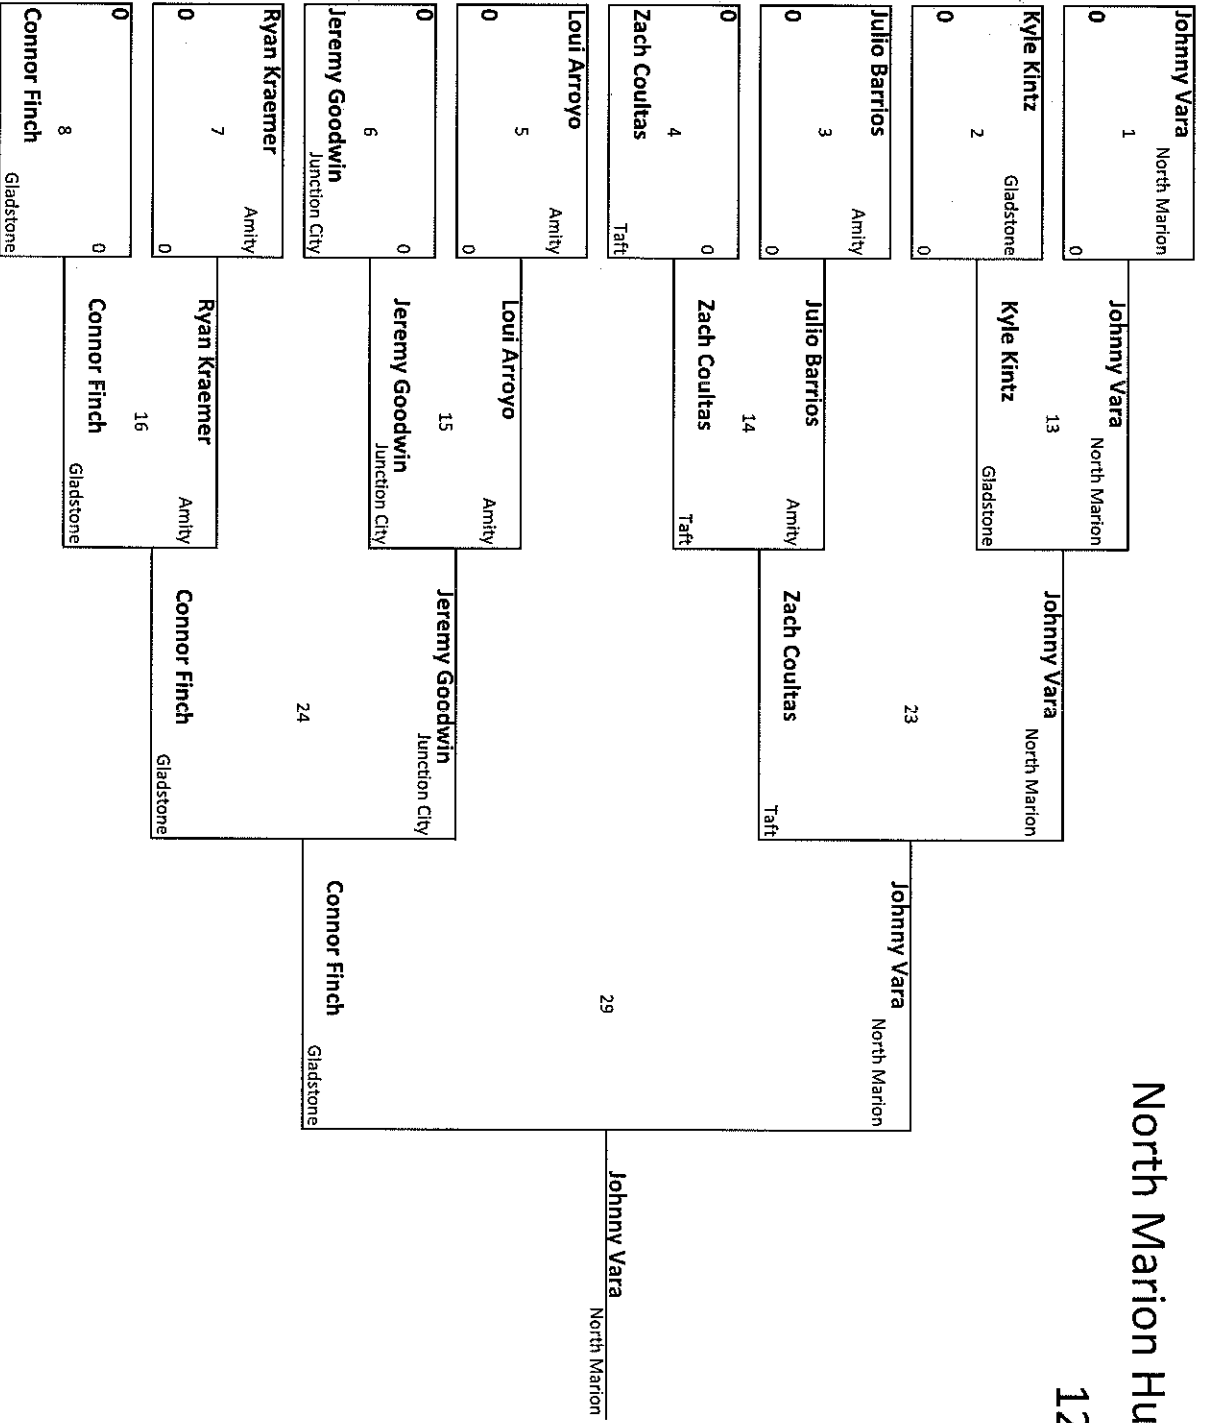 North Marion Hu
12
Johnny Vara
North Marion
1
0
0
Kyle Kintz
Gladstone
2
0
0
Julio Barrios
Amity
3
0
0
0
0
4
Zach Coultas
Taft
Loui Arroyo
Amity
5
0
0
0
0
6
Jeremy Goodwin
Junction City
Ryan Kraemer
Amity
7
0
0
0
0
8
Connor Finch
Gladstone
Johnny Vara
North Marion
13
Kyle Kintz
Gladstone
Julio Barrios
Amity
14
Zach Coultas
Taft
Loui Arroyo
Amity
15
Jeremy Goodwin
Junction City
Ryan Kraemer
Amity
16
Connor Finch
Gladstone
Johnny Vara
North Marion
23
Zach Coultas
Taft
Jeremy Goodwin
Junction City
24
Connor Finch
Gladstone
Johnny Vara
North Marion
29
Connor Finch
Gladstone
Johnny Vara
North Marion